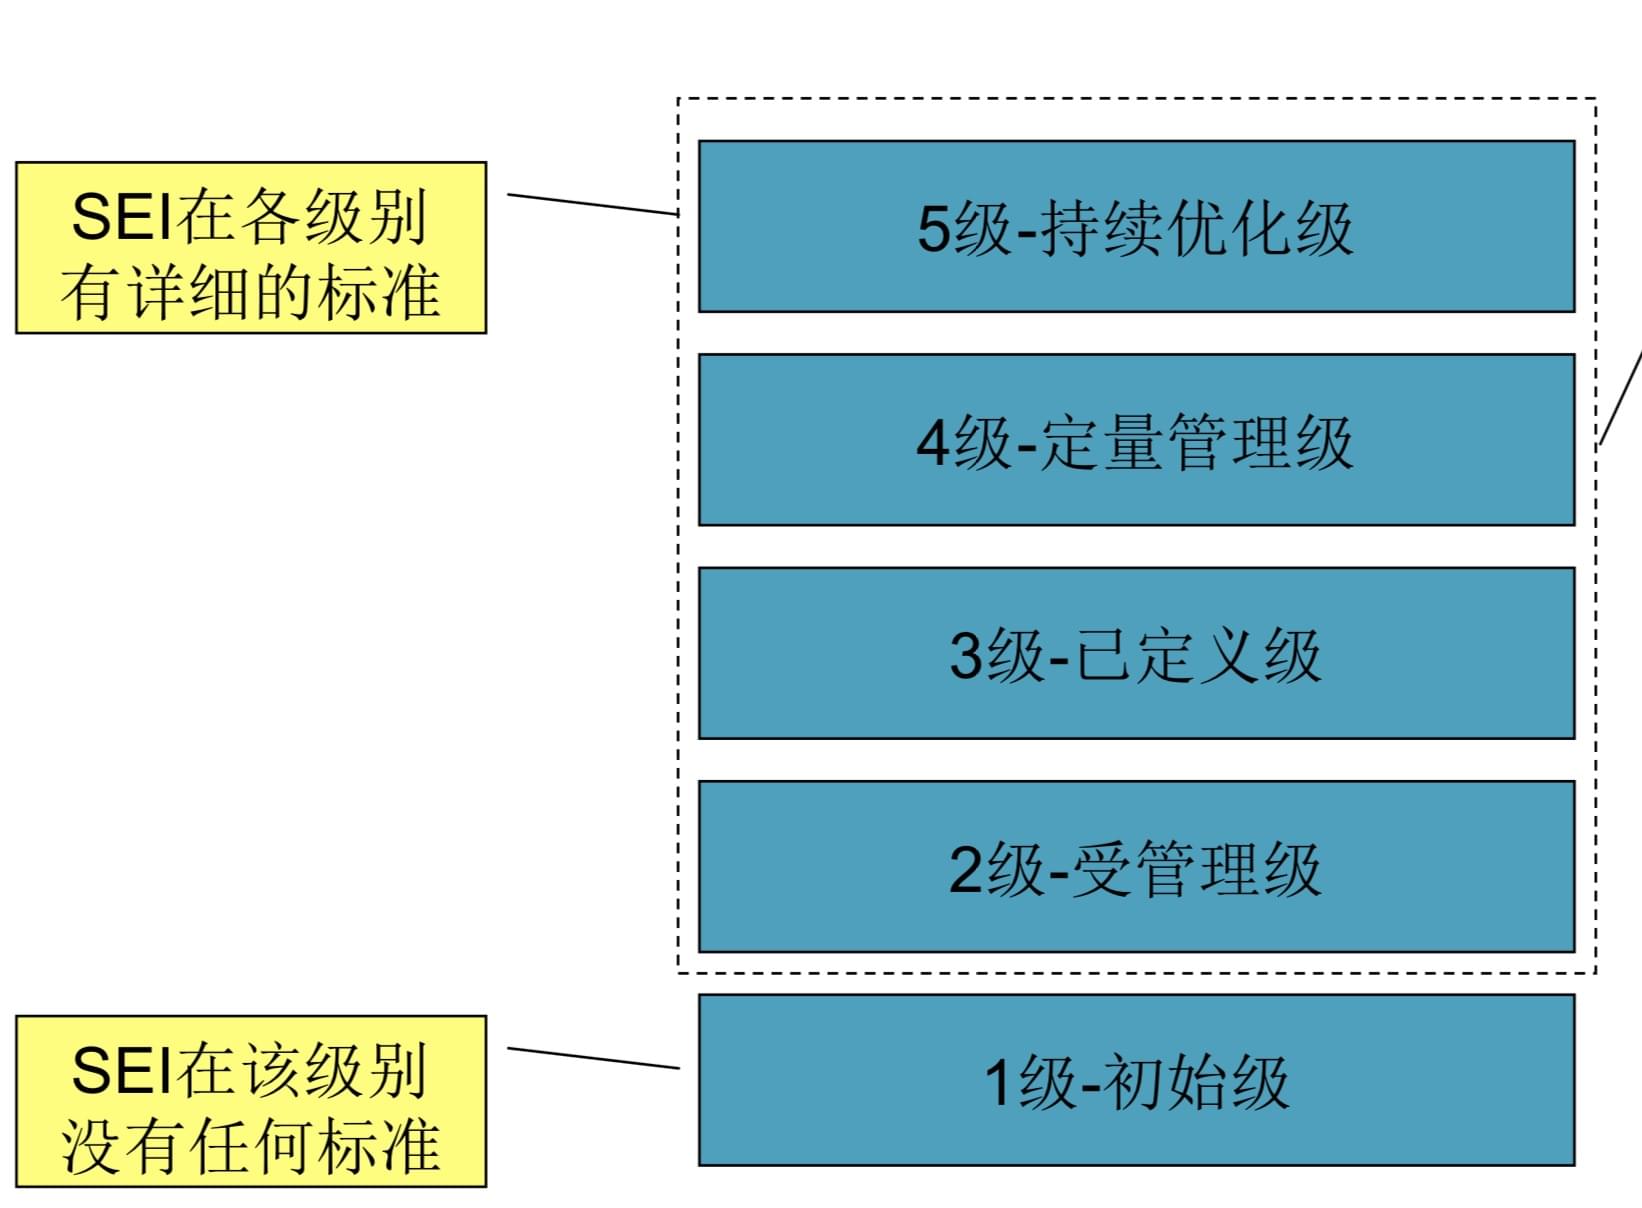 SEI在各级别
有详细的标准
5级-持续优化级
4级-定量管理级
3级-已定义级
2级-受管理级
SEI在该级别
没有任何标准
1级-初始级